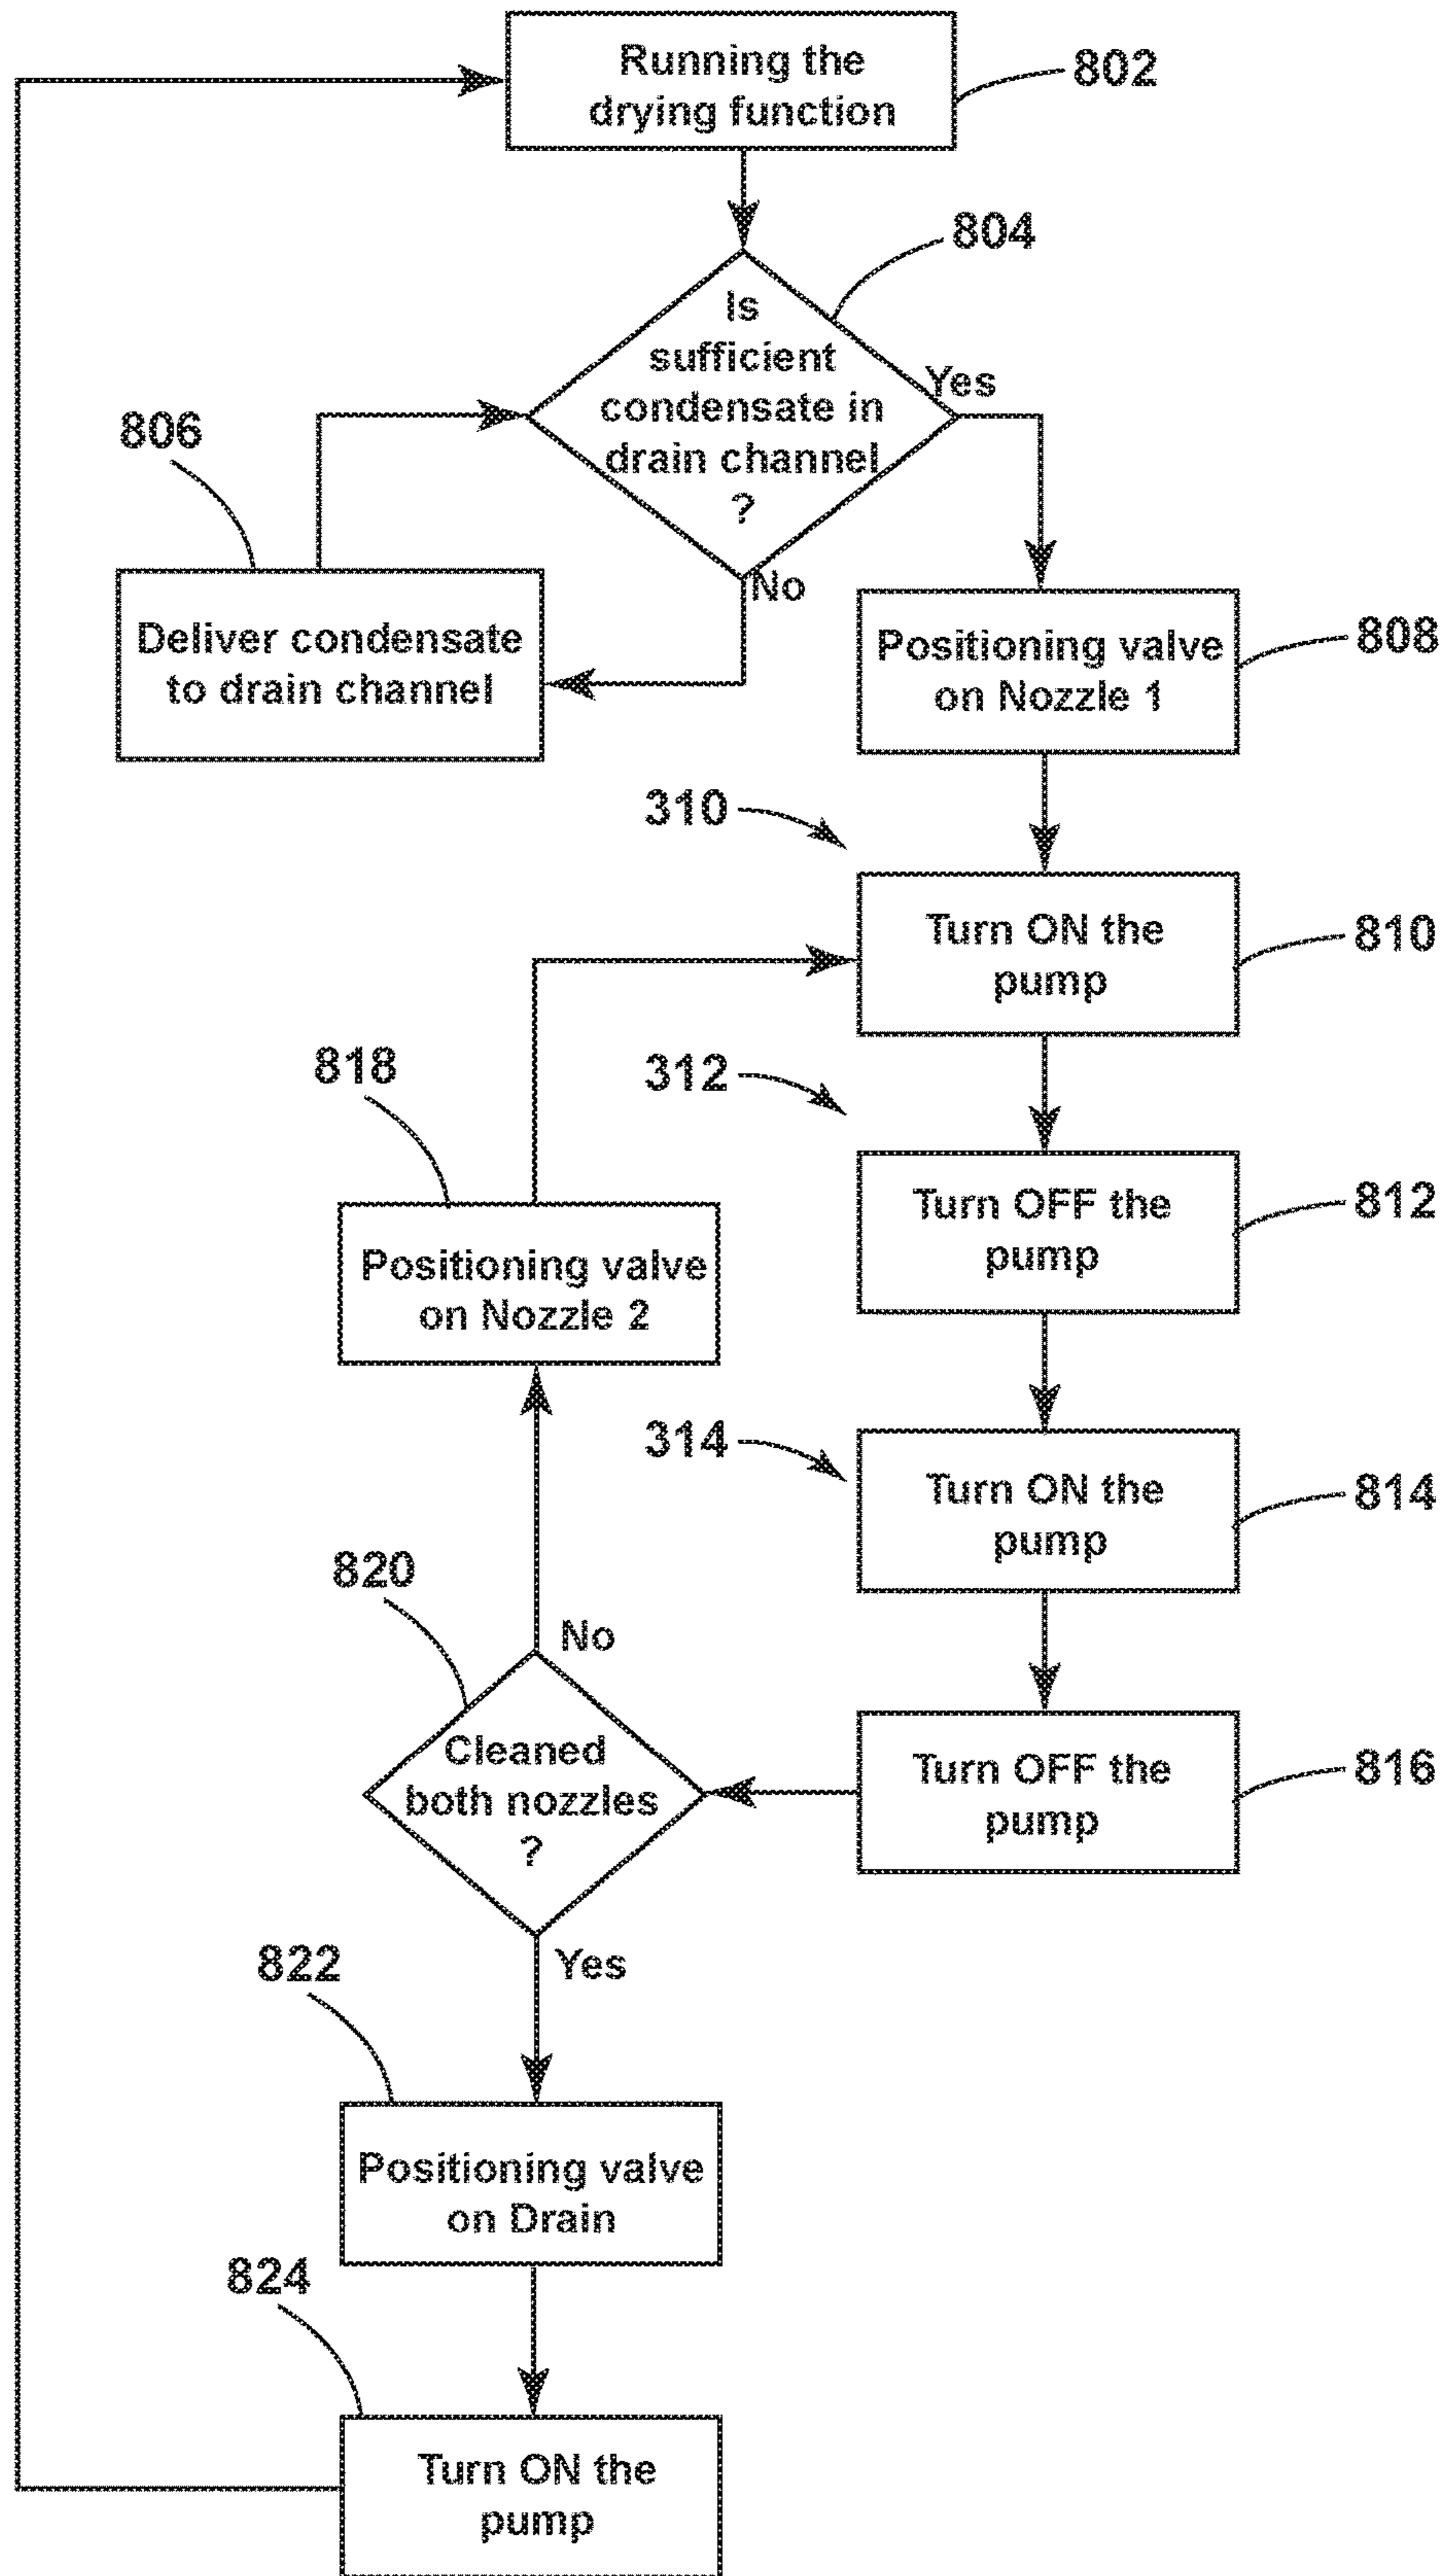 Running the
drying function
802
804
Is
sufficient
condensate in
drain channel
?
Yes
No
806
Deliver condensate
to drain channel
Positioning valve
on Nozzle 1
808
310
Turn ON the
pump
810
312
Turn OFF the
pump
812
818
Positioning valve
on Nozzle 2
314
Turn ON the
pump
814
820
No
Cleaned
both nozzles
?
Turn OFF the
pump
816
Yes
822
Positioning valve
on Drain
824
Turn ON the
pump